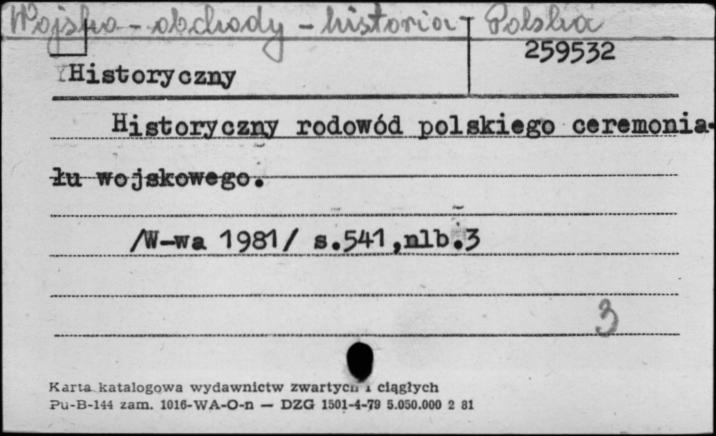 Wojsko - obchody - historia - Polska
259532
Historyczny
Historyczny rodowód polskiego ceremonia-
łu wojskowego.
/W-wa 1981/ s.541,nlb.3
3
Karta katalogowa wydawnictw zwartych i ciągłych
Pu-B-144 zam. 1016-WA-O-n — DZG 1501-4-79 5.050.000 2 81